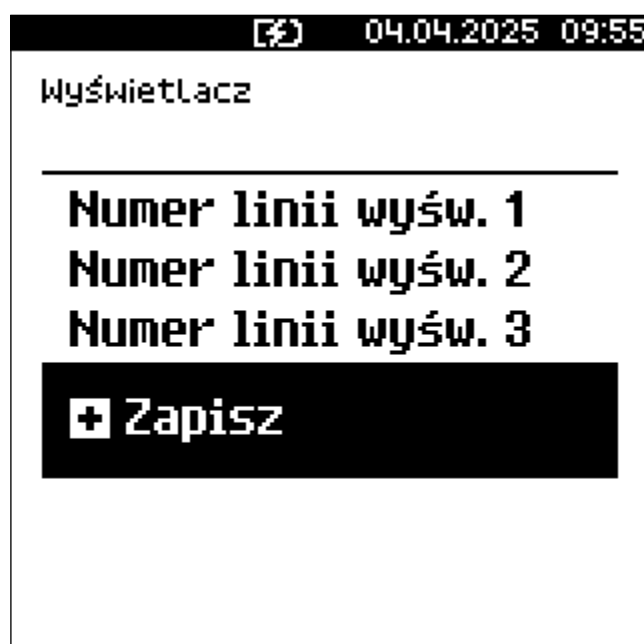 04.04.2025 09:55
Wyświetlacz
Numer linii wyśw. 1
Numer linii wyśw. 2
Numer linii wyśw. 3
+ Zapisz